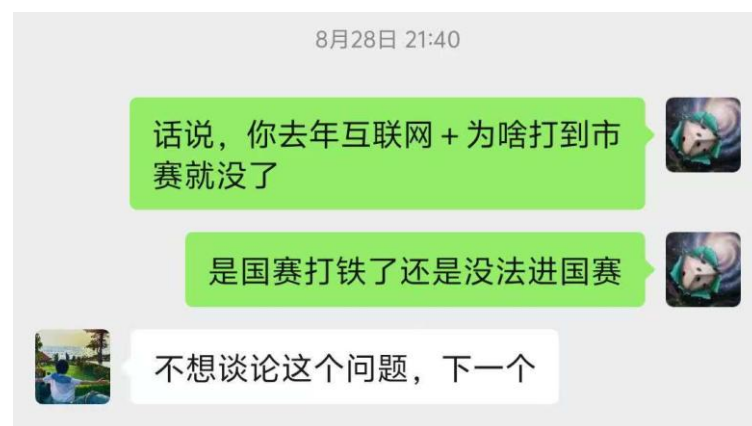 8月28日 21:40
话说，你去年互联网+为啥打到市
赛就没了
是国赛打铁了还是没法进国赛
不想谈论这个问题，下一个